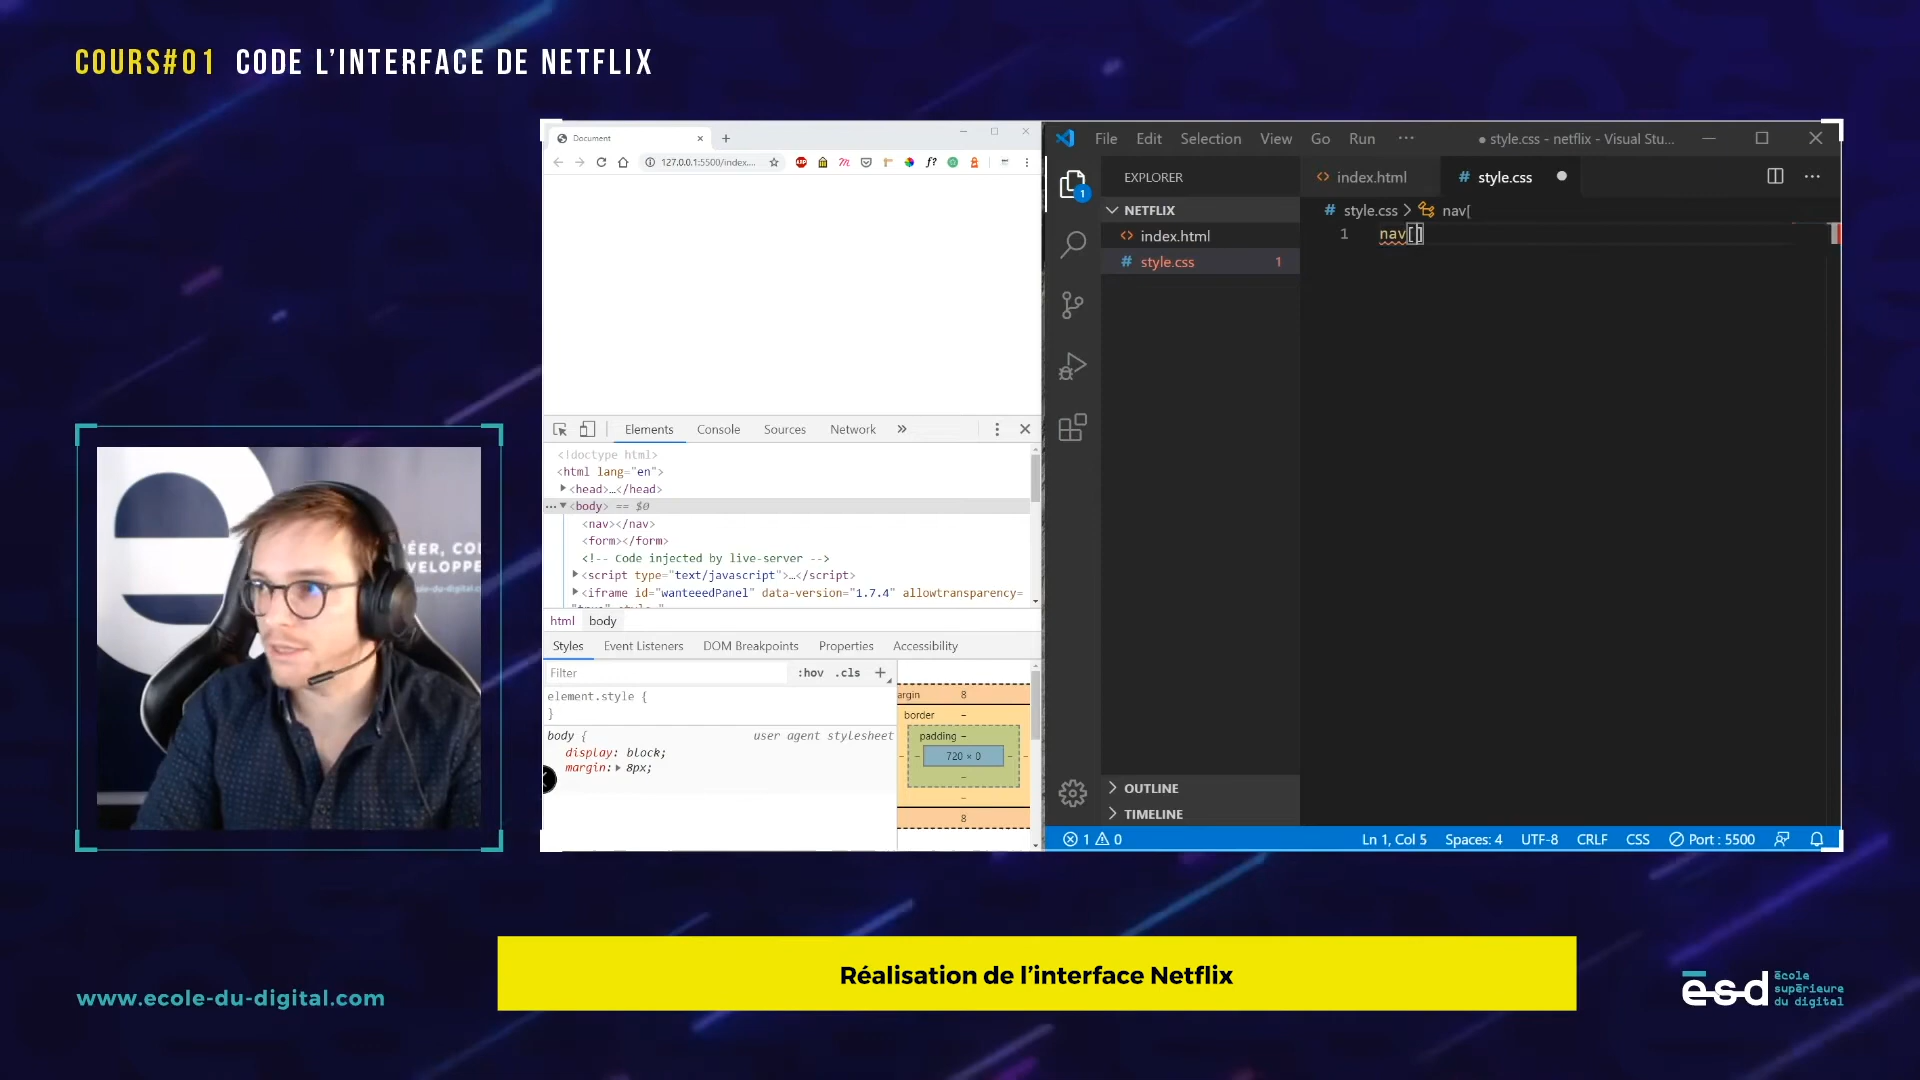 COURS#01 CODE L’INTERFACE DE NETFLIX
Document
127.0.0.1:5500/index....
Elements Console Sources Network
<!doctype html>
<html lang="en">
<head>…</head>
<body> == $0
<nav></nav>
<form></form>
<!-- Code injected by live-server -->
<script type="text/javascript">…</script>
<iframe id="wanteeedPanel" data-version="1.7.4" allowtransparency=
html body
Styles Event Listeners DOM Breakpoints Properties Accessibility
Filter :hov .cls +
element.style {
}
body { user agent stylesheet
display: block;
margin: 8px;
argin 8
border –
padding –
720 × 0
8
File Edit Selection View Go Run ···
● style.css - netflix - Visual Stu...
EXPLORER
NETFLIX
index.html
style.css 1
OUTLINE
TIMELINE
index.html style.css
style.css > nav[
1 nav[]
1 0 Ln 1, Col 5 Spaces: 4 UTF-8 CRLF CSS Port : 5500
ÉER, CO
VELOPPE
www.ecole-du-digital.com
Réalisation de l’interface Netflix
ēsd école
supérieure
du digital